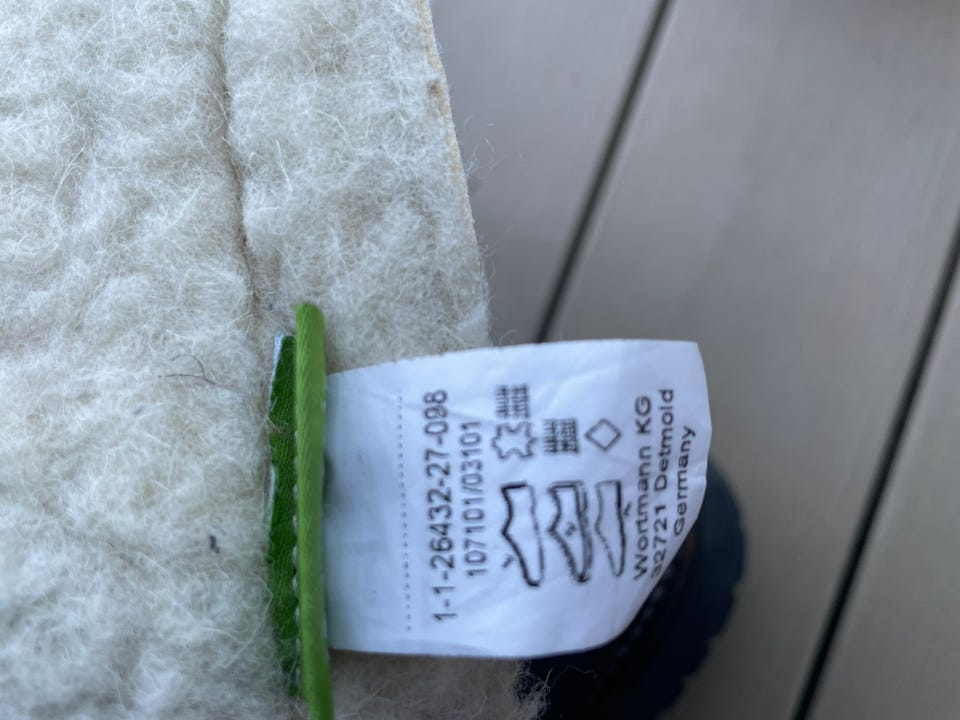 1-1-26432-27-098
107101/03101
Wortmann KG
32721 Detmold
Germany